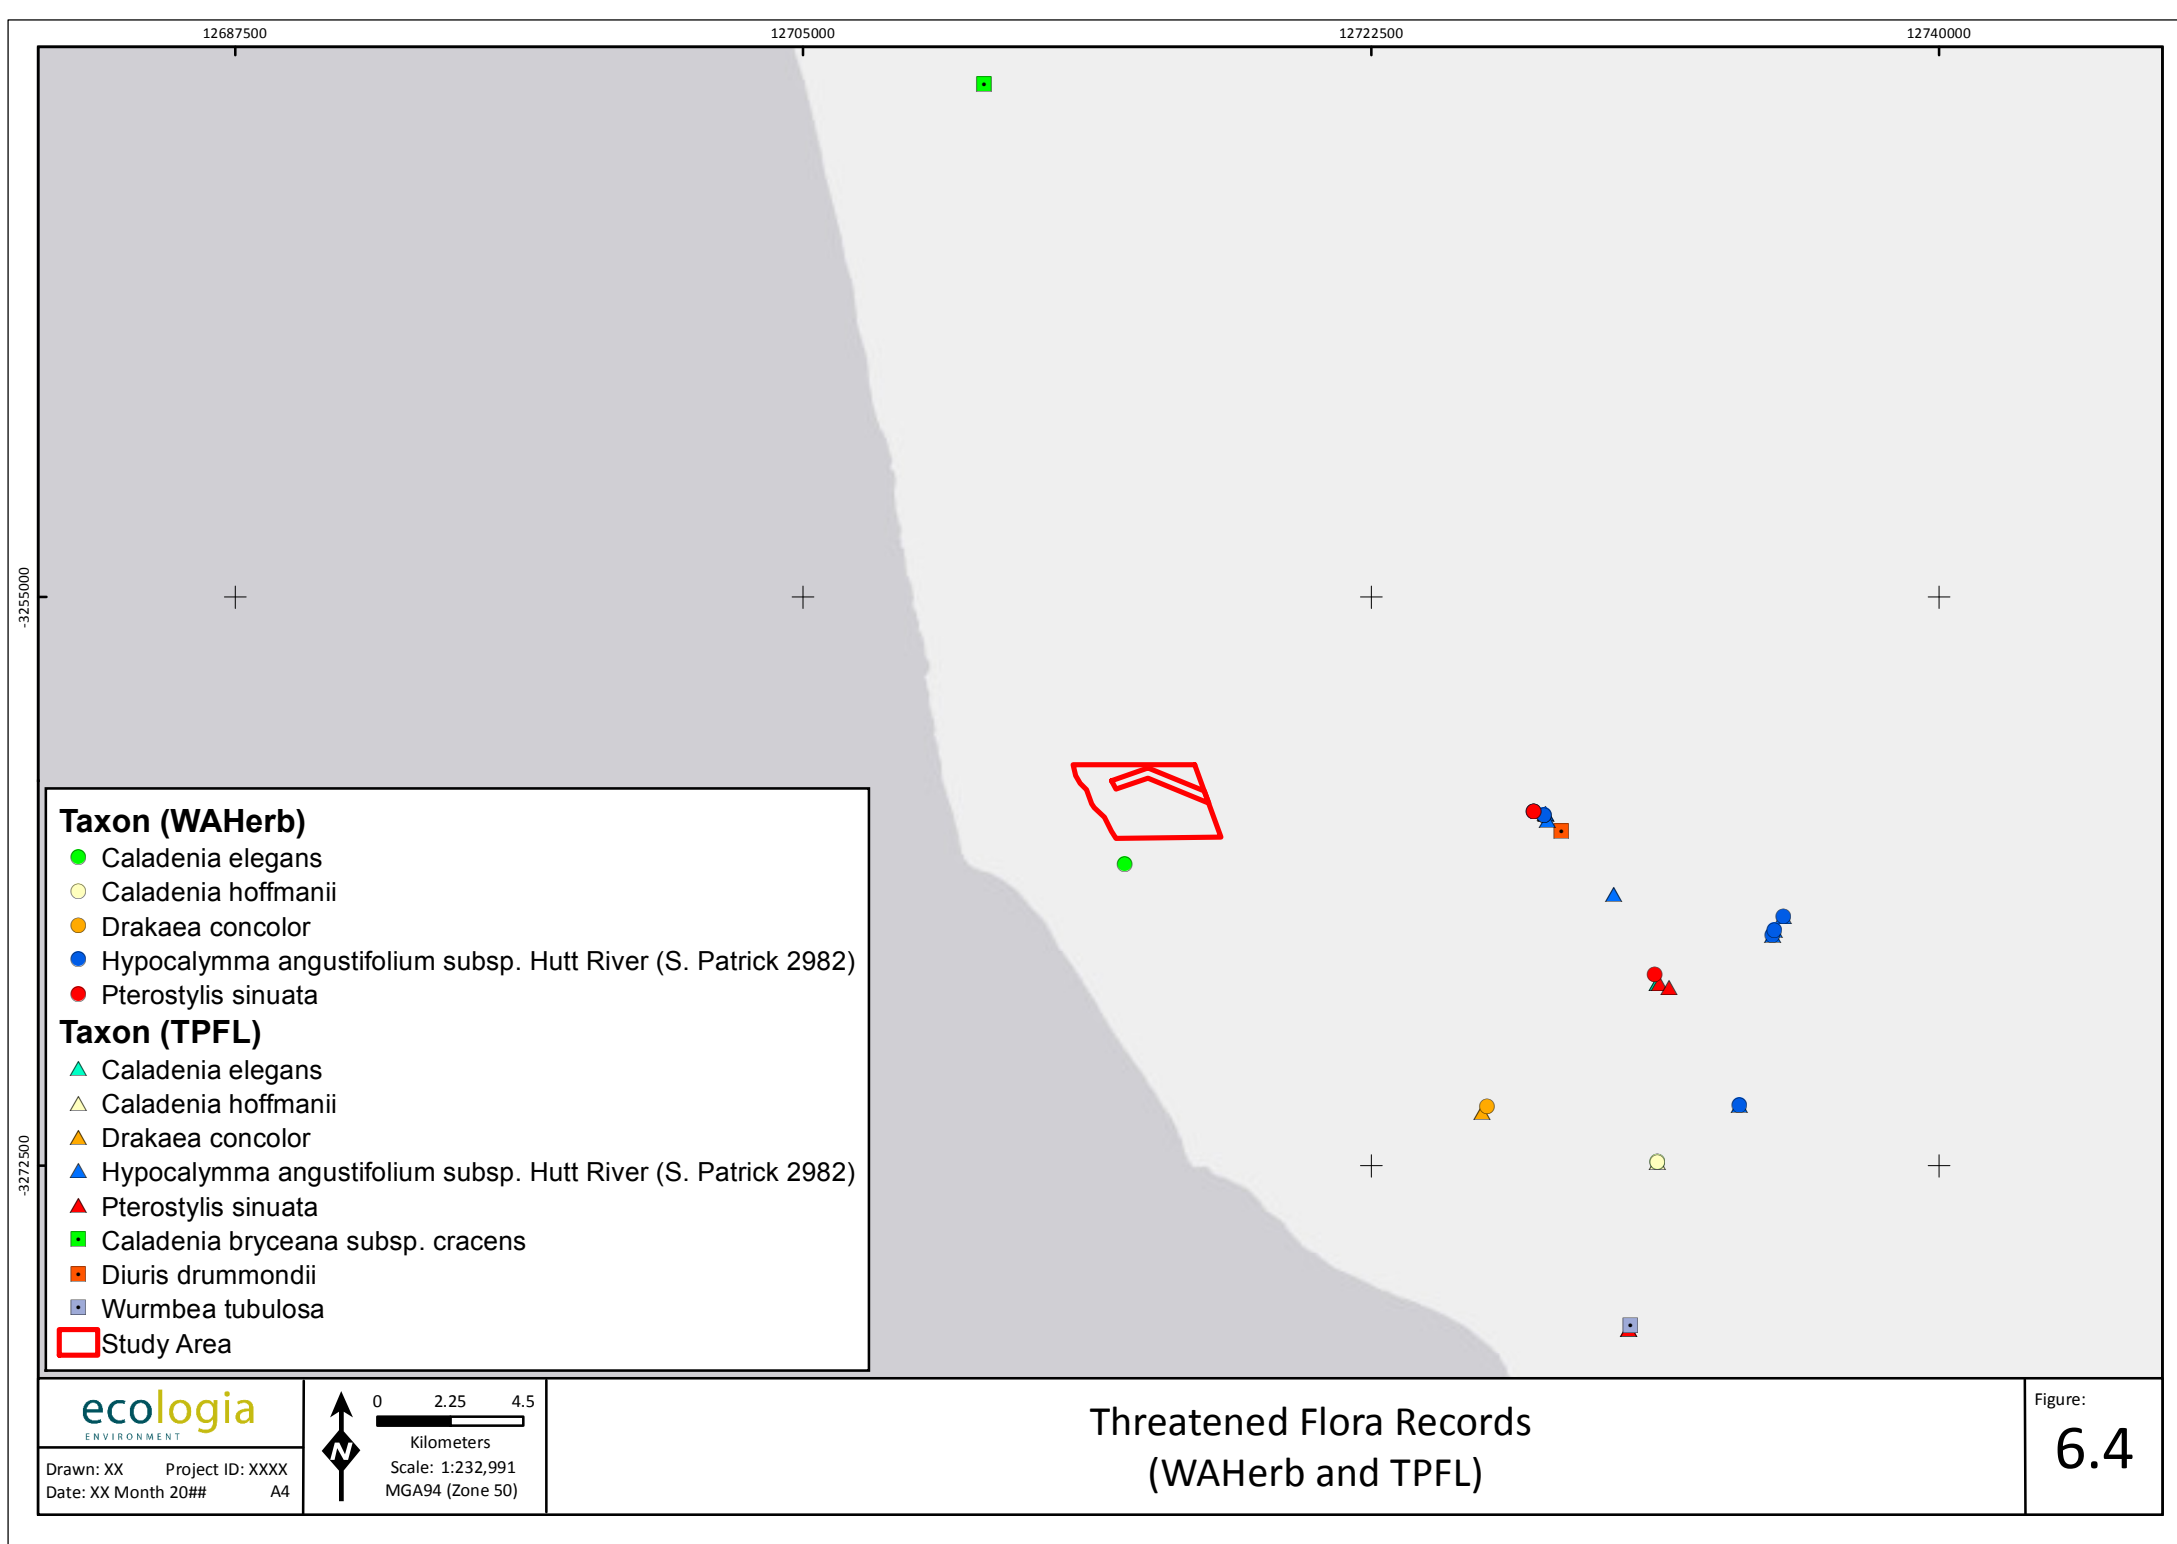 12687500
12705000
12722500
12740000
-3255000
-3272500
Taxon (WAHerb)
Caladenia elegans
Caladenia hoffmanii
Drakaea concolor
Hypocalymma angustifolium subsp. Hutt River (S. Patrick 2982)
Pterostylis sinuata
Taxon (TPFL)
Caladenia elegans
Caladenia hoffmanii
Drakaea concolor
Hypocalymma angustifolium subsp. Hutt River (S. Patrick 2982)
Pterostylis sinuata
Caladenia bryceana subsp. cracens
Diuris drummondii
Wurmbea tubulosa
Study Area
ecologia
ENVIRONMENT
Drawn: XX Project ID: XXXX
Date: XX Month 20## A4
N
0 2.25 4.5
Kilometers
Scale: 1:232,991
MGA94 (Zone 50)
Threatened Flora Records
(WAHerb and TPFL)
Figure:
6.4